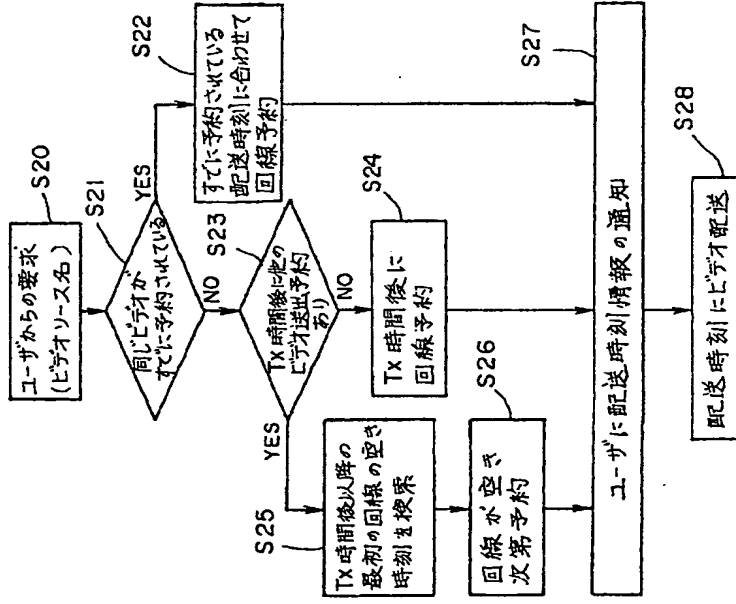 S20
ユーザからの要求
(ビデオソース名)
S21
同じビデオが
すでに予約されている
YES
NO
S22
すでに予約されている
配送時刻に合わせて
回線予約
S23
TX時間後に他の
ビデオ送出予約
あり
YES
NO
S24
TX時間後に
回線予約
S25
TX時間後以降の
最初の回線の空き
時刻を検索
S26
回線が空き
次第予約
S27
ユーザに配送時刻情報の通知
S28
配送時刻にビデオ配送